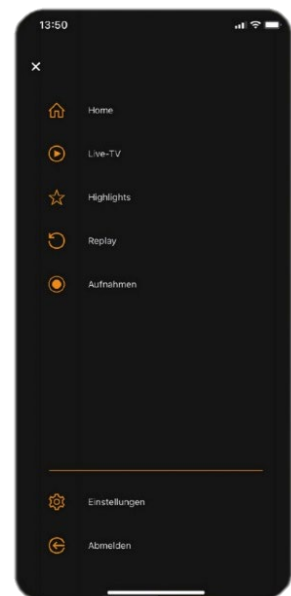 13:50
Home
Live-TV
Highlights
Replay
Aufnahmen
Einstellungen
Abmelden